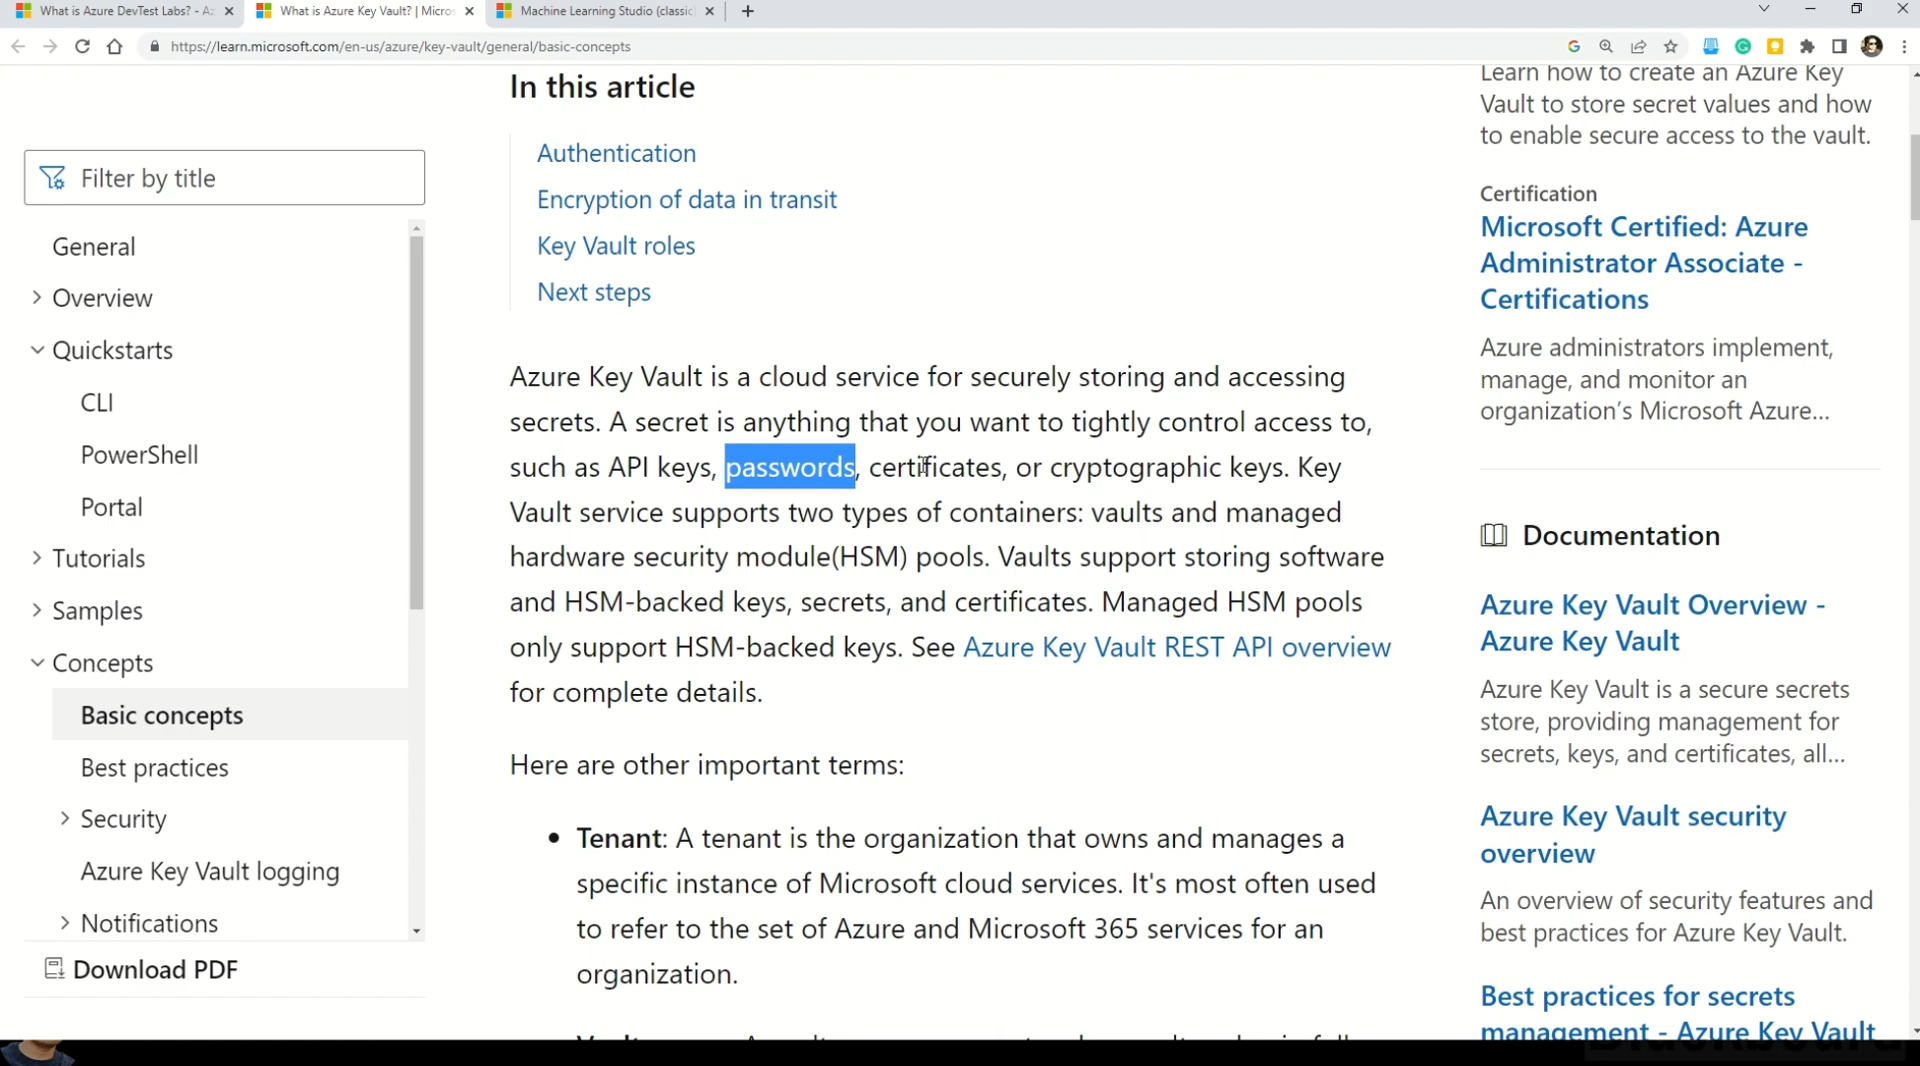 What is Azure DevTest Labs? - Az
What is Azure Key Vault? | Micros
Machine Learning Studio (classic
https://learn.microsoft.com/en-us/azure/key-vault/general/basic-concepts
Filter by title
General
Overview
Quickstarts
CLI
PowerShell
Portal
Tutorials
Samples
Concepts
Basic concepts
Best practices
Security
Azure Key Vault logging
Notifications
Download PDF
In this article
Authentication
Encryption of data in transit
Key Vault roles
Next steps
Azure Key Vault is a cloud service for securely storing and accessing
secrets. A secret is anything that you want to tightly control access to,
such as API keys, passwords, certificates, or cryptographic keys. Key
Vault service supports two types of containers: vaults and managed
hardware security module(HSM) pools. Vaults support storing software
and HSM-backed keys, secrets, and certificates. Managed HSM pools
only support HSM-backed keys. See Azure Key Vault REST API overview
for complete details.
Here are other important terms:
Tenant: A tenant is the organization that owns and manages a
specific instance of Microsoft cloud services. It's most often used
to refer to the set of Azure and Microsoft 365 services for an
organization.
Learn how to create an Azure Key
Vault to store secret values and how
to enable secure access to the vault.
Certification
Microsoft Certified: Azure
Administrator Associate -
Certifications
Azure administrators implement,
manage, and monitor an
organization's Microsoft Azure...
Documentation
Azure Key Vault Overview -
Azure Key Vault
Azure Key Vault is a secure secrets
store, providing management for
secrets, keys, and certificates, all...
Azure Key Vault security
overview
An overview of security features and
best practices for Azure Key Vault.
Best practices for secrets
management - Azure Key Vault